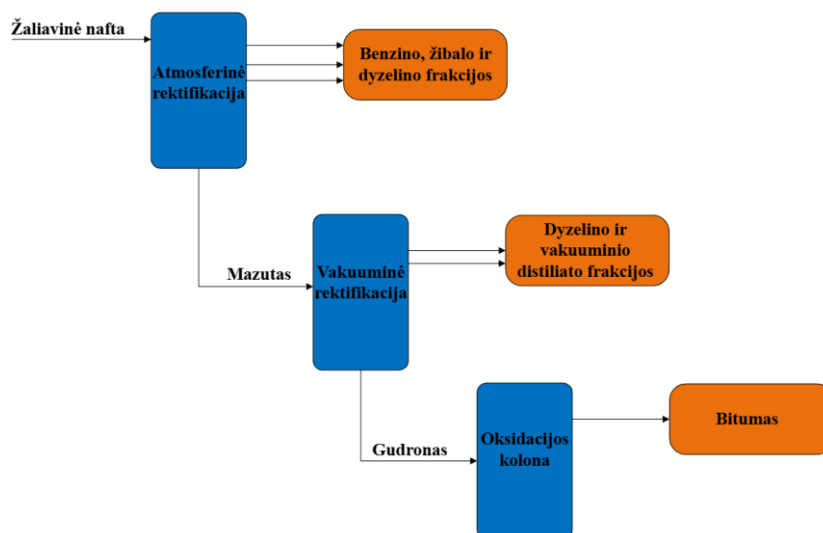 Žaliavinė nafta
Atmosferinė
rektifikacija
Benzino, žibalo ir
dyzelino frakcijos
Mazutas
Vakuuminė
rektifikacija
Dyzelino ir
vakuuminio
distiliato frakcijos
Gudronas
Oksidacijos
kolona
Bitumas